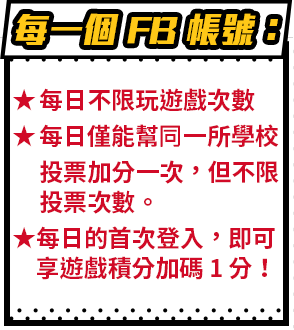 每一個 FB 帳號：
★每日不限玩遊戲次數
★每日僅能幫同一所學校
投票加分一次，但不限
投票次數。
★每日的首次登入，即可
享遊戲積分加碼 1 分！